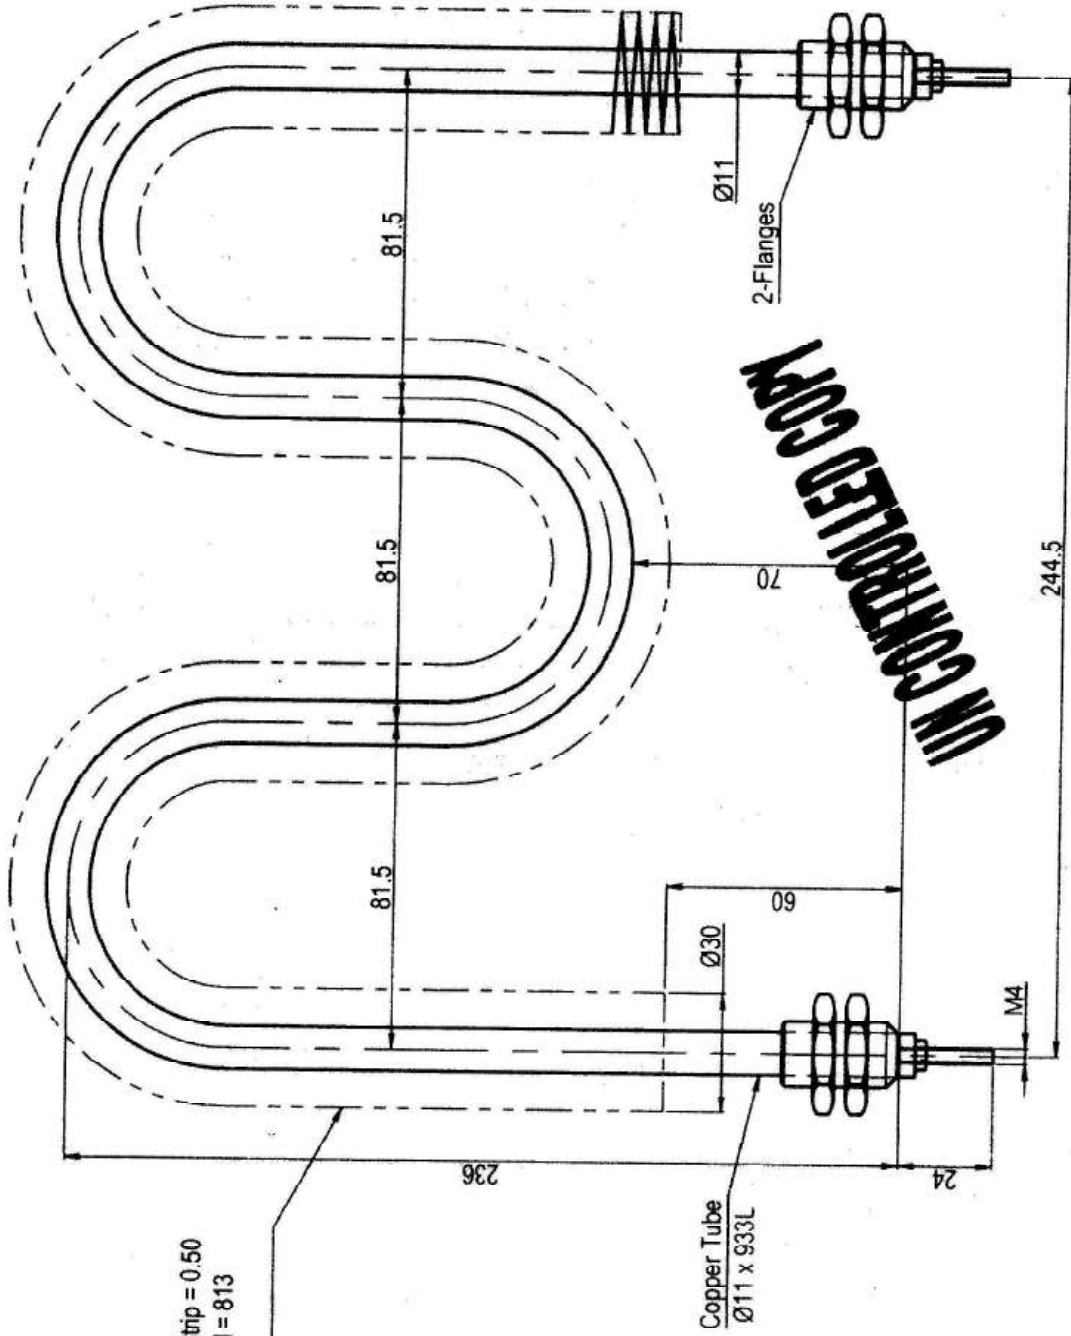 81.5
Ø11
2-Flanges
81.5
70
UN CONTROLLED COPY
244.5
81.5
60
Ø30
M4
236
24
trip = 0.50
= 813
Copper Tube
Ø11 x 933L